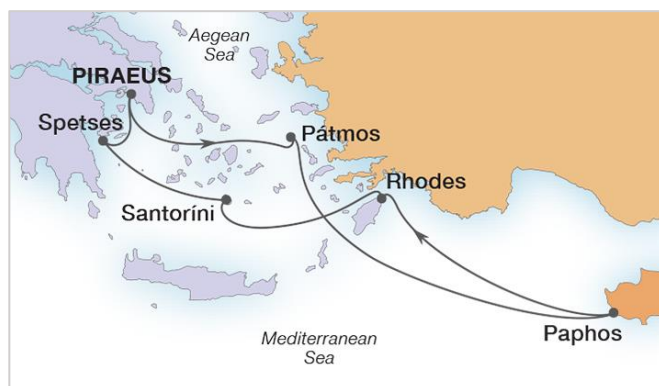 Aegean
Sea
PIRAEUS
Spetses
Pátmos
Rhodes
Santoríni
Paphos
Mediterranean
Sea